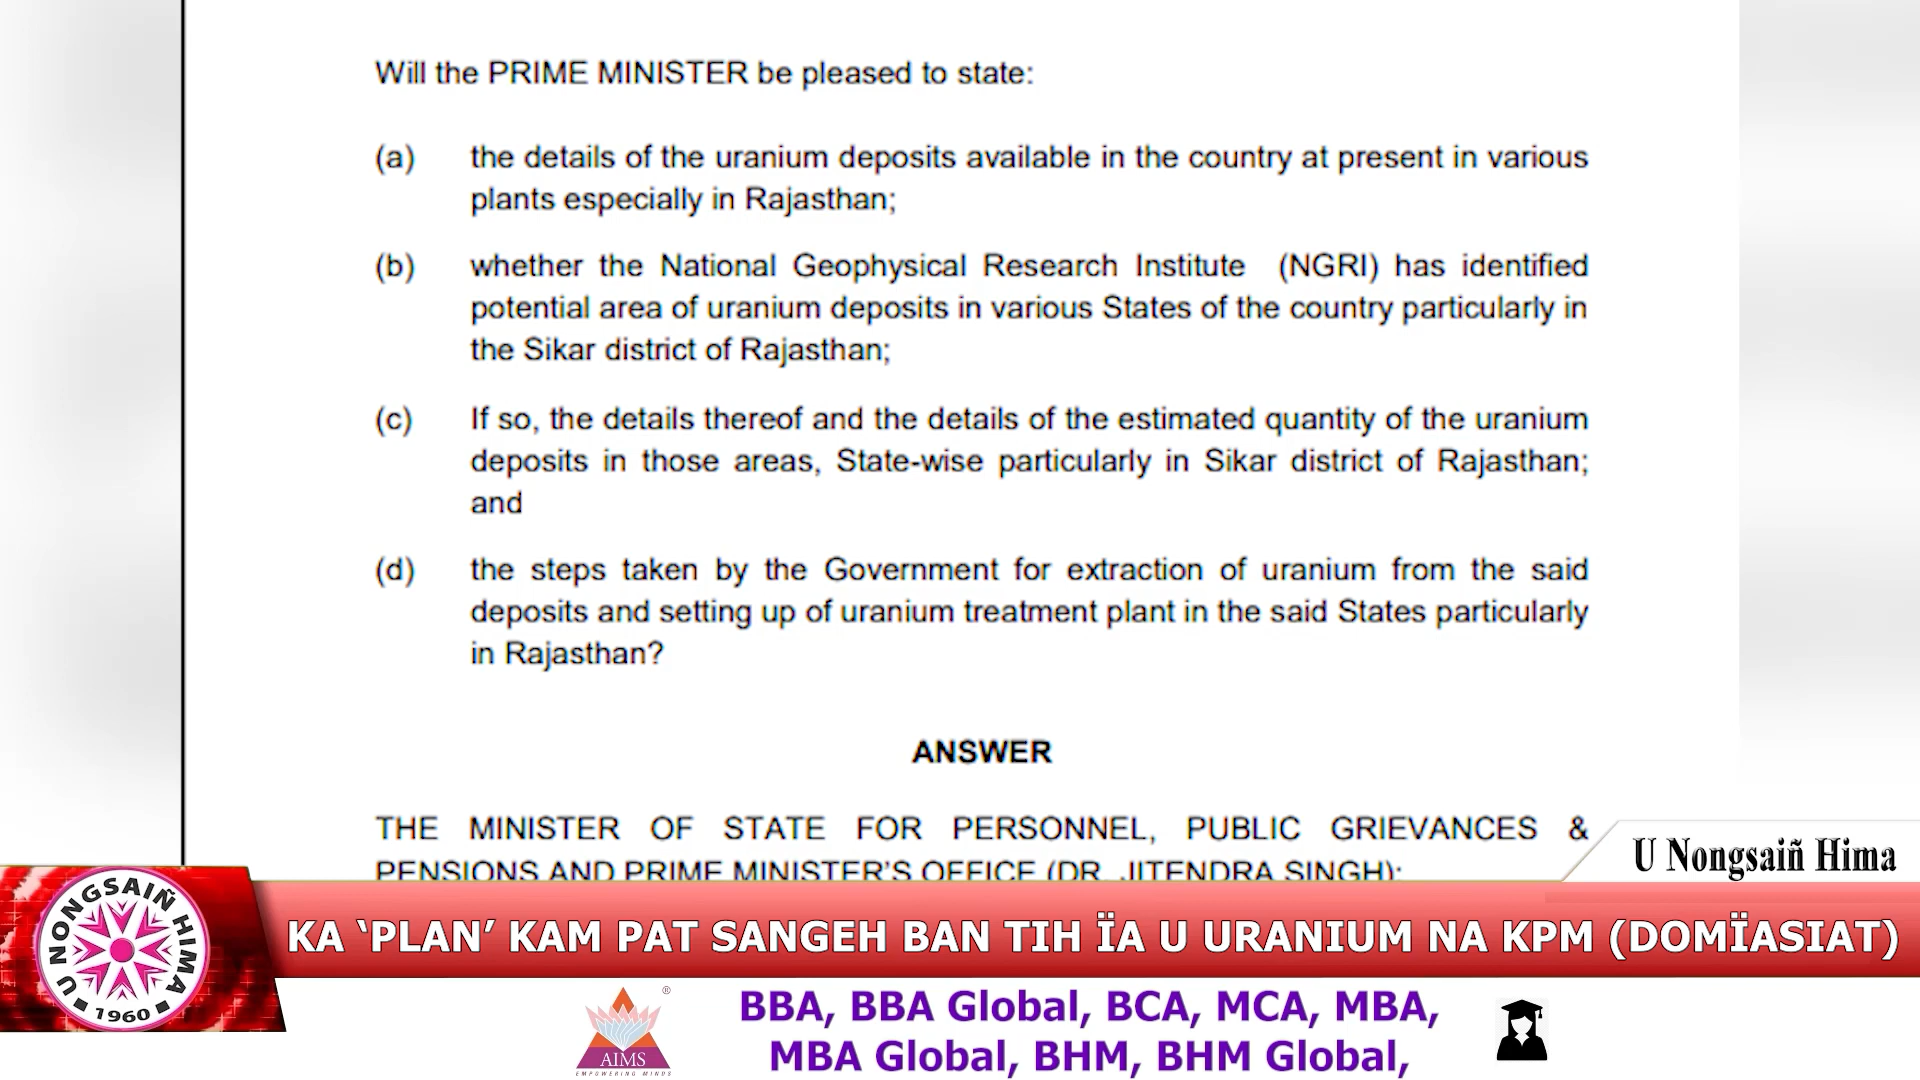 Will the PRIME MINISTER be pleased to state:
(a) the details of the uranium deposits available in the country at present in various
plants especially in Rajasthan;
(b) whether the National Geophysical Research Institute (NGRI) has identified
potential area of uranium deposits in various States of the country particularly in
the Sikar district of Rajasthan;
(c) If so, the details thereof and the details of the estimated quantity of the uranium
deposits in those areas, State-wise particularly in Sikar district of Rajasthan;
and
(d) the steps taken by the Government for extraction of uranium from the said
deposits and setting up of uranium treatment plant in the said States particularly
in Rajasthan?
ANSWER
THE MINISTER OF STATE FOR PERSONNEL, PUBLIC GRIEVANCES &
PENSIONS AND PRIME MINISTER'S OFFICE (DR. JITENDRA SINGH):
U Nongsaiñ Hima
U NONGSAIÑ HIMA
1960
KA ‘PLAN’ KAM PAT SANGEH BAN TIH ÏA U URANIUM NA KPM (DOMÏASIAT)
AIMS
EMPOWERING MINDS
®
BBA, BBA Global, BCA, MCA, MBA,
MBA Global, BHM, BHM Global,